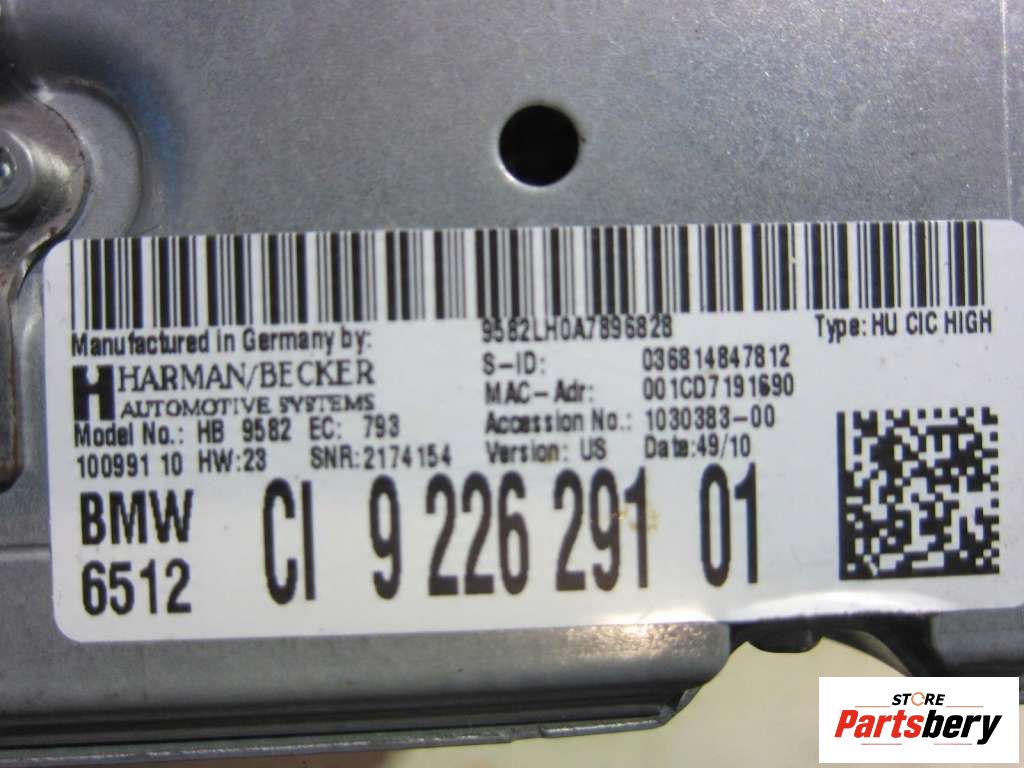 9582LH0A7896828
Manufactured in Germany by:
HARMAN/BECKER
AUTOMOTIVE SYSTEMS
Type: HU CIC HIGH
S-ID: 036814847812
MAC-Adr: 001CD7191690
Accession No.: 1030383-00
Model No.: HB 9582 EC: 793
Version: US Date:49/10
100991 10 HW:23 SNR:2174154
BMW
6512
CI 9 226 291 01
STORE
Partsbery